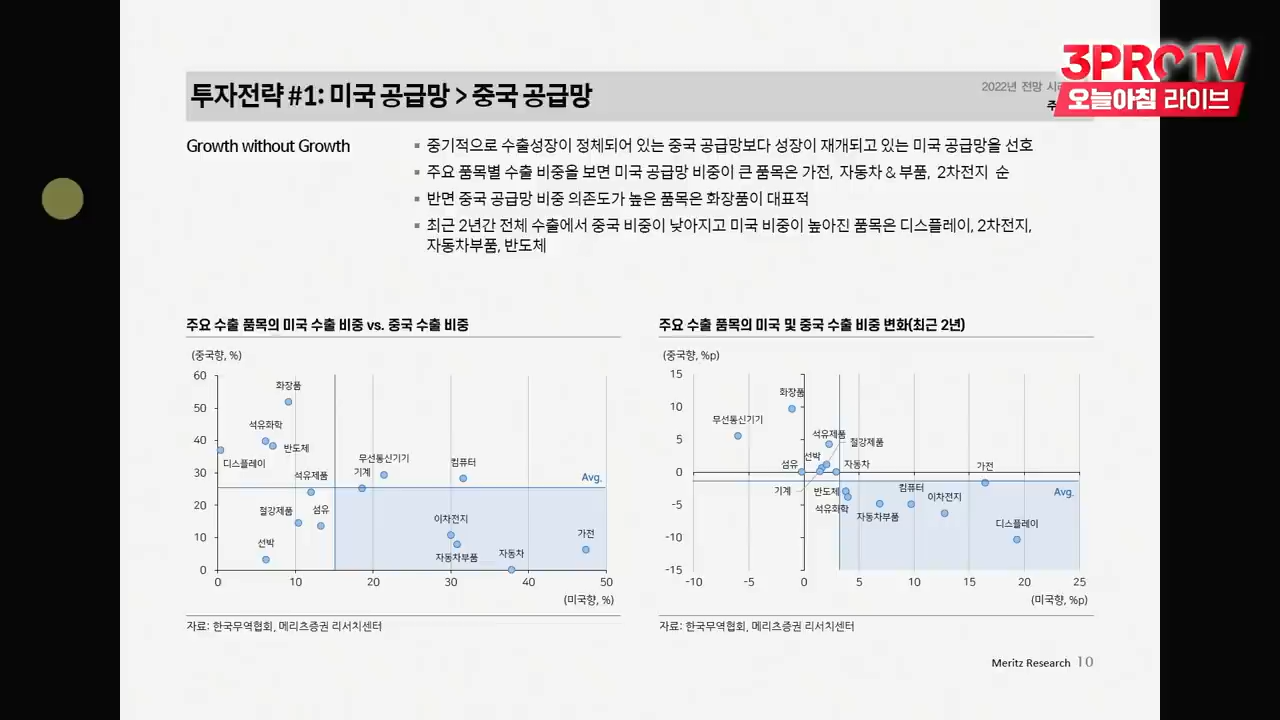 3PROTV
오늘아침 라이브
투자전략 #1: 미국 공급망 > 중국 공급망
2022년 전망
Growth without Growth
▪ 중기적으로 수출성장이 정체되어 있는 중국 공급망보다 성장이 재개되고 있는 미국 공급망을 선호
▪ 주요 품목별 수출 비중을 보면 미국 공급망 비중이 큰 품목은 가전, 자동차 & 부품, 2차전지 순
▪ 반면 중국 공급망 비중 의존도가 높은 품목은 화장품이 대표적
▪ 최근 2년간 전체 수출에서 중국 비중이 낮아지고 미국 비중이 높아진 품목은 디스플레이, 2차전지,
자동차부품, 반도체
주요 수출 품목의 미국 수출 비중 vs. 중국 수출 비중
(중국향, %)
60
50
40
30
20
10
0
화장품
석유화학
반도체
디스플레이
무선통신기기
기계
컴퓨터
석유제품
Avg.
철강제품
섬유
선박
이차전지
자동차부품
자동차
가전
0 10 20 30 40 50
(미국향, %)
자료: 한국무역협회, 메리츠증권 리서치센터
주요 수출 품목의 미국 및 중국 수출 비중 변화(최근 2년)
(중국향, %p)
15
10
5
0
-5
-10
-15
화장품
무선통신기기
석유제품
철강제품
섬유
선박
자동차
가전
기계
반도체
컴퓨터
Avg.
석유화학
자동차부품
이차전지
디스플레이
-10 -5 0 5 10 15 20 25
(미국향, %p)
자료: 한국무역협회, 메리츠증권 리서치센터
Meritz Research 10